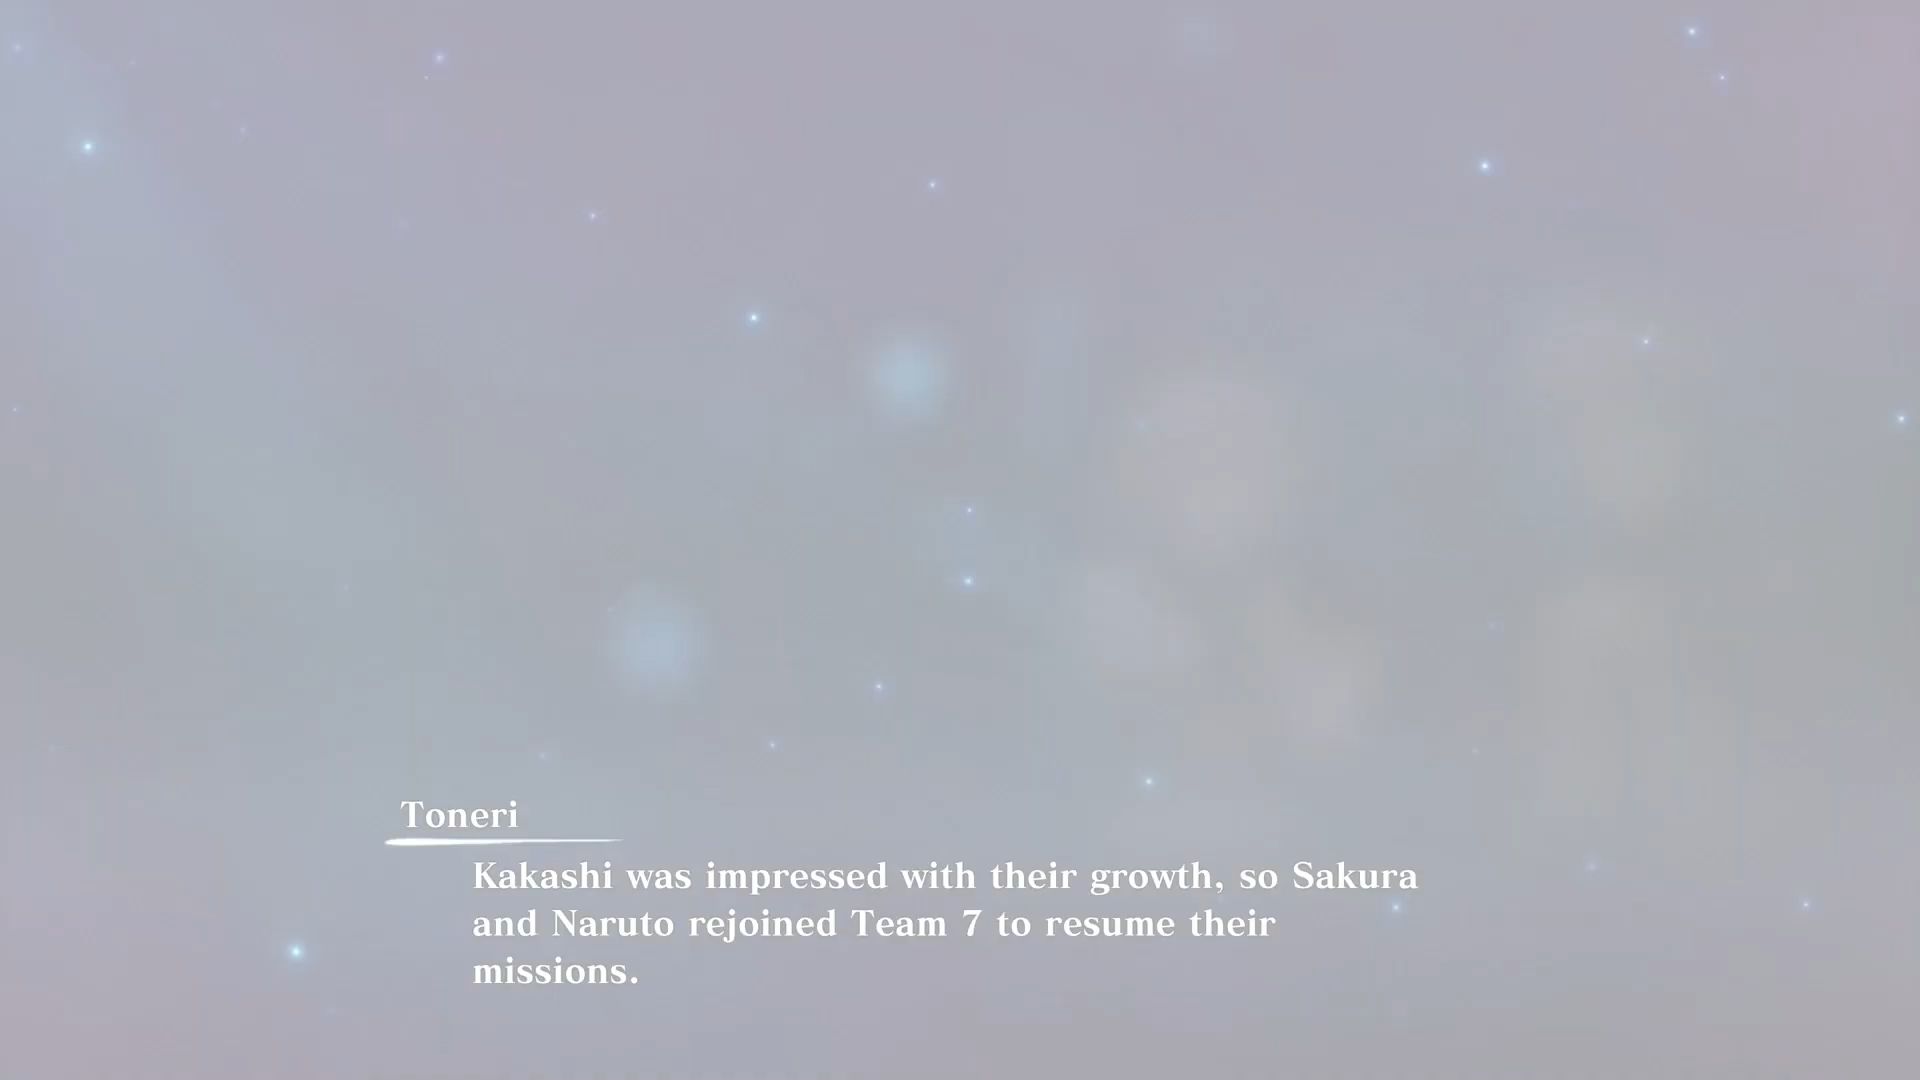 Toneri
Kakashi was impressed with their growth, so Sakura
and Naruto rejoined Team 7 to resume their
missions.